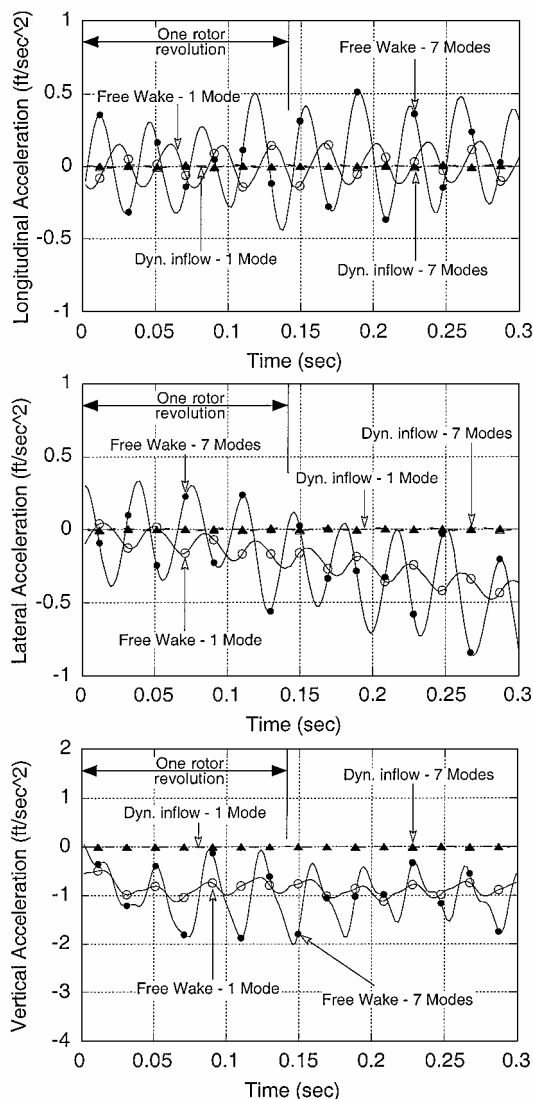 Longitudinal Acceleration (ft/sec^2)
1
0.5
0
-0.5
-1
One rotor
revolution
Free Wake - 7 Modes
Free Wake - 1 Mode
Dyn. inflow - 1 Mode
Dyn. inflow - 7 Modes
0 0.05 0.1 0.15 0.2 0.25 0.3
Time (sec)
Lateral Acceleration (ft/sec^2)
1
0.5
0
-0.5
-1
One rotor
revolution
Free Wake - 7 Modes
Dyn. inflow - 7 Modes
Dyn. inflow - 1 Mode
Free Wake - 1 Mode
0 0.05 0.1 0.15 0.2 0.25 0.3
Time (sec)
Vertical Acceleration (ft/sec^2)
2
1
0
-1
-2
-3
-4
One rotor
revolution
Dyn. inflow - 7 Modes
Dyn. inflow - 1 Mode
Free Wake - 1 Mode
Free Wake - 7 Modes
0 0.05 0.1 0.15 0.2 0.25 0.3
Time (sec)